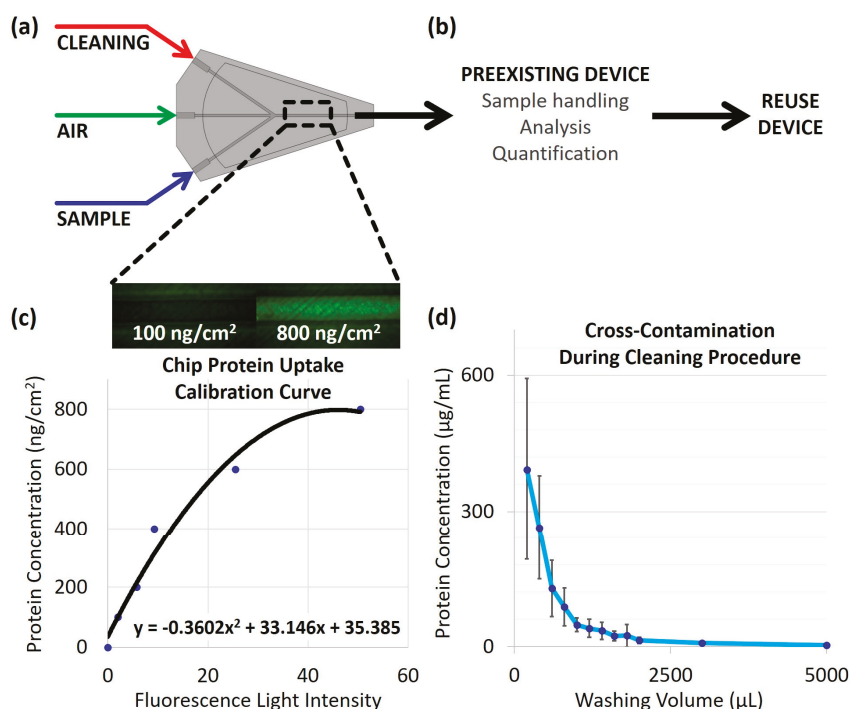 (a)
CLEANING
AIR
SAMPLE
(b)
PREEXISTING DEVICE
Sample handling
Analysis
Quantification
REUSE
DEVICE
(c)
100 ng/cm²
800 ng/cm²
Chip Protein Uptake
Calibration Curve
Protein Concentration (ng/cm²)
800
600
400
200
0
y = -0.3602x² + 33.146x + 35.385
0
20
40
60
Fluorescence Light Intensity
(d)
Cross-Contamination
During Cleaning Procedure
Protein Concentration (µg/mL)
600
300
0
0
2500
5000
Washing Volume (µL)